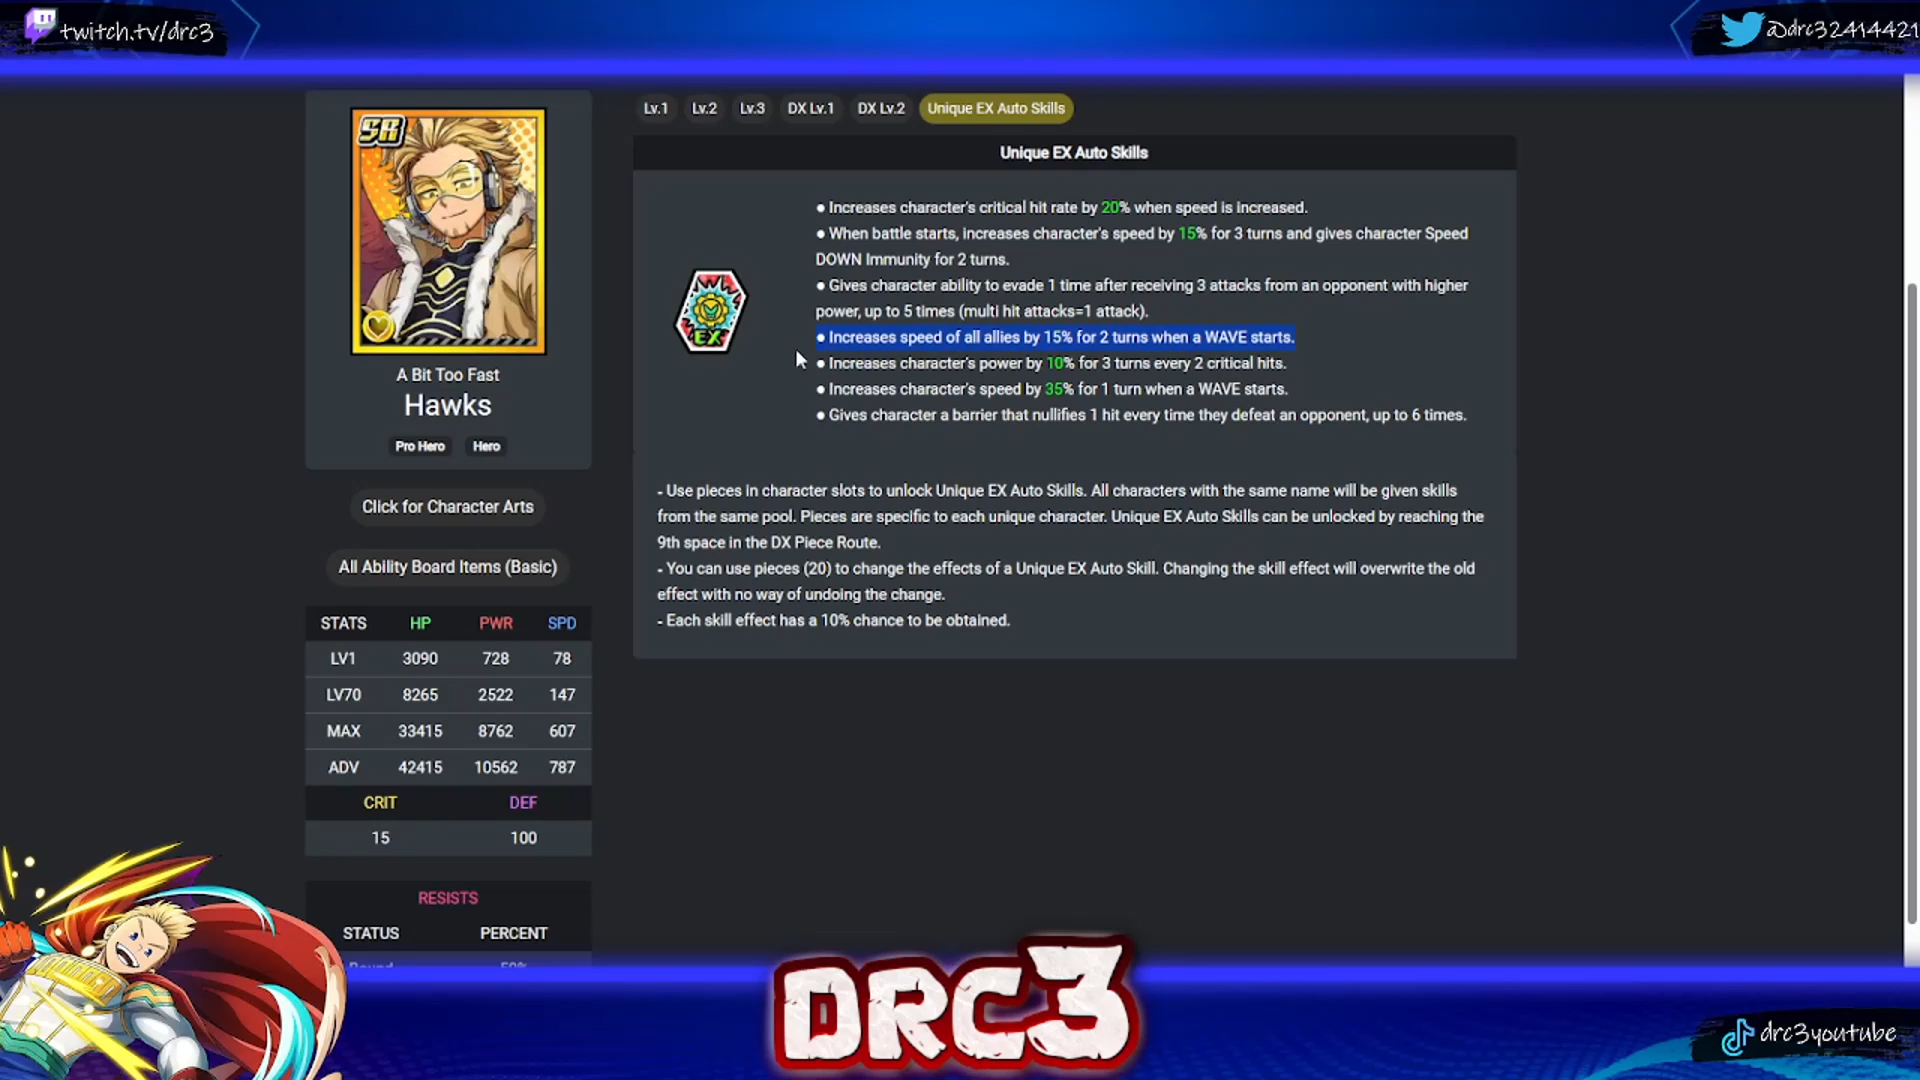 twitch.tv/drc3
@drc32414421
SR
A Bit Too Fast
Hawks
Pro Hero Hero
Click for Character Arts
All Ability Board Items (Basic)
STATS HP PWR SPD
LV1 3090 728 78
LV70 8265 2522 147
MAX 33415 8762 607
ADV 42415 10562 787
CRIT DEF
15 100
RESISTS
STATUS PERCENT
Lv.1 Lv.2 Lv.3 DX Lv.1 DX Lv.2 Unique EX Auto Skills
Unique EX Auto Skills
EX
● Increases character's critical hit rate by 20% when speed is increased.
● When battle starts, increases character's speed by 15% for 3 turns and gives character Speed
DOWN Immunity for 2 turns.
● Gives character ability to evade 1 time after receiving 3 attacks from an opponent with higher
power, up to 5 times (multi hit attacks=1 attack).
● Increases speed of all allies by 15% for 2 turns when a WAVE starts.
● Increases character's power by 10% for 3 turns every 2 critical hits.
● Increases character's speed by 35% for 1 turn when a WAVE starts.
● Gives character a barrier that nullifies 1 hit every time they defeat an opponent, up to 6 times.
- Use pieces in character slots to unlock Unique EX Auto Skills. All characters with the same name will be given skills
from the same pool. Pieces are specific to each unique character. Unique EX Auto Skills can be unlocked by reaching the
9th space in the DX Piece Route.
- You can use pieces (20) to change the effects of a Unique EX Auto Skill. Changing the skill effect will overwrite the old
effect with no way of undoing the change.
- Each skill effect has a 10% chance to be obtained.
DRC3
drc3youtube